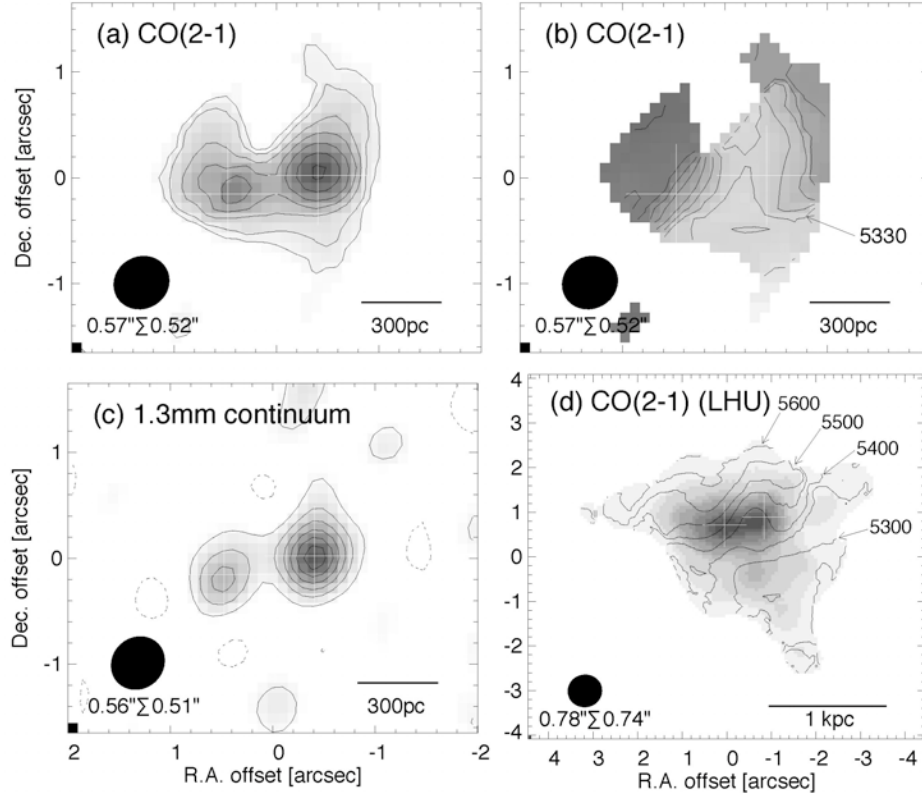 (a) CO(2-1)
1
0
-1
Dec. offset [arcsec]
0.57"∑0.52"
300pc
(b) CO(2-1)
1
0
-1
5330
0.57"∑0.52"
300pc
(c) 1.3mm continuum
1
0
-1
Dec. offset [arcsec]
0.56"∑0.51"
300pc
2 1 0 -1 -2
R.A. offset [arcsec]
(d) CO(2-1) (LHU)
5600
5500
5400
5300
4
3
2
1
0
-1
-2
-3
-4
0.78"∑0.74"
1 kpc
4 3 2 1 0 -1 -2 -3 -4
R.A. offset [arcsec]